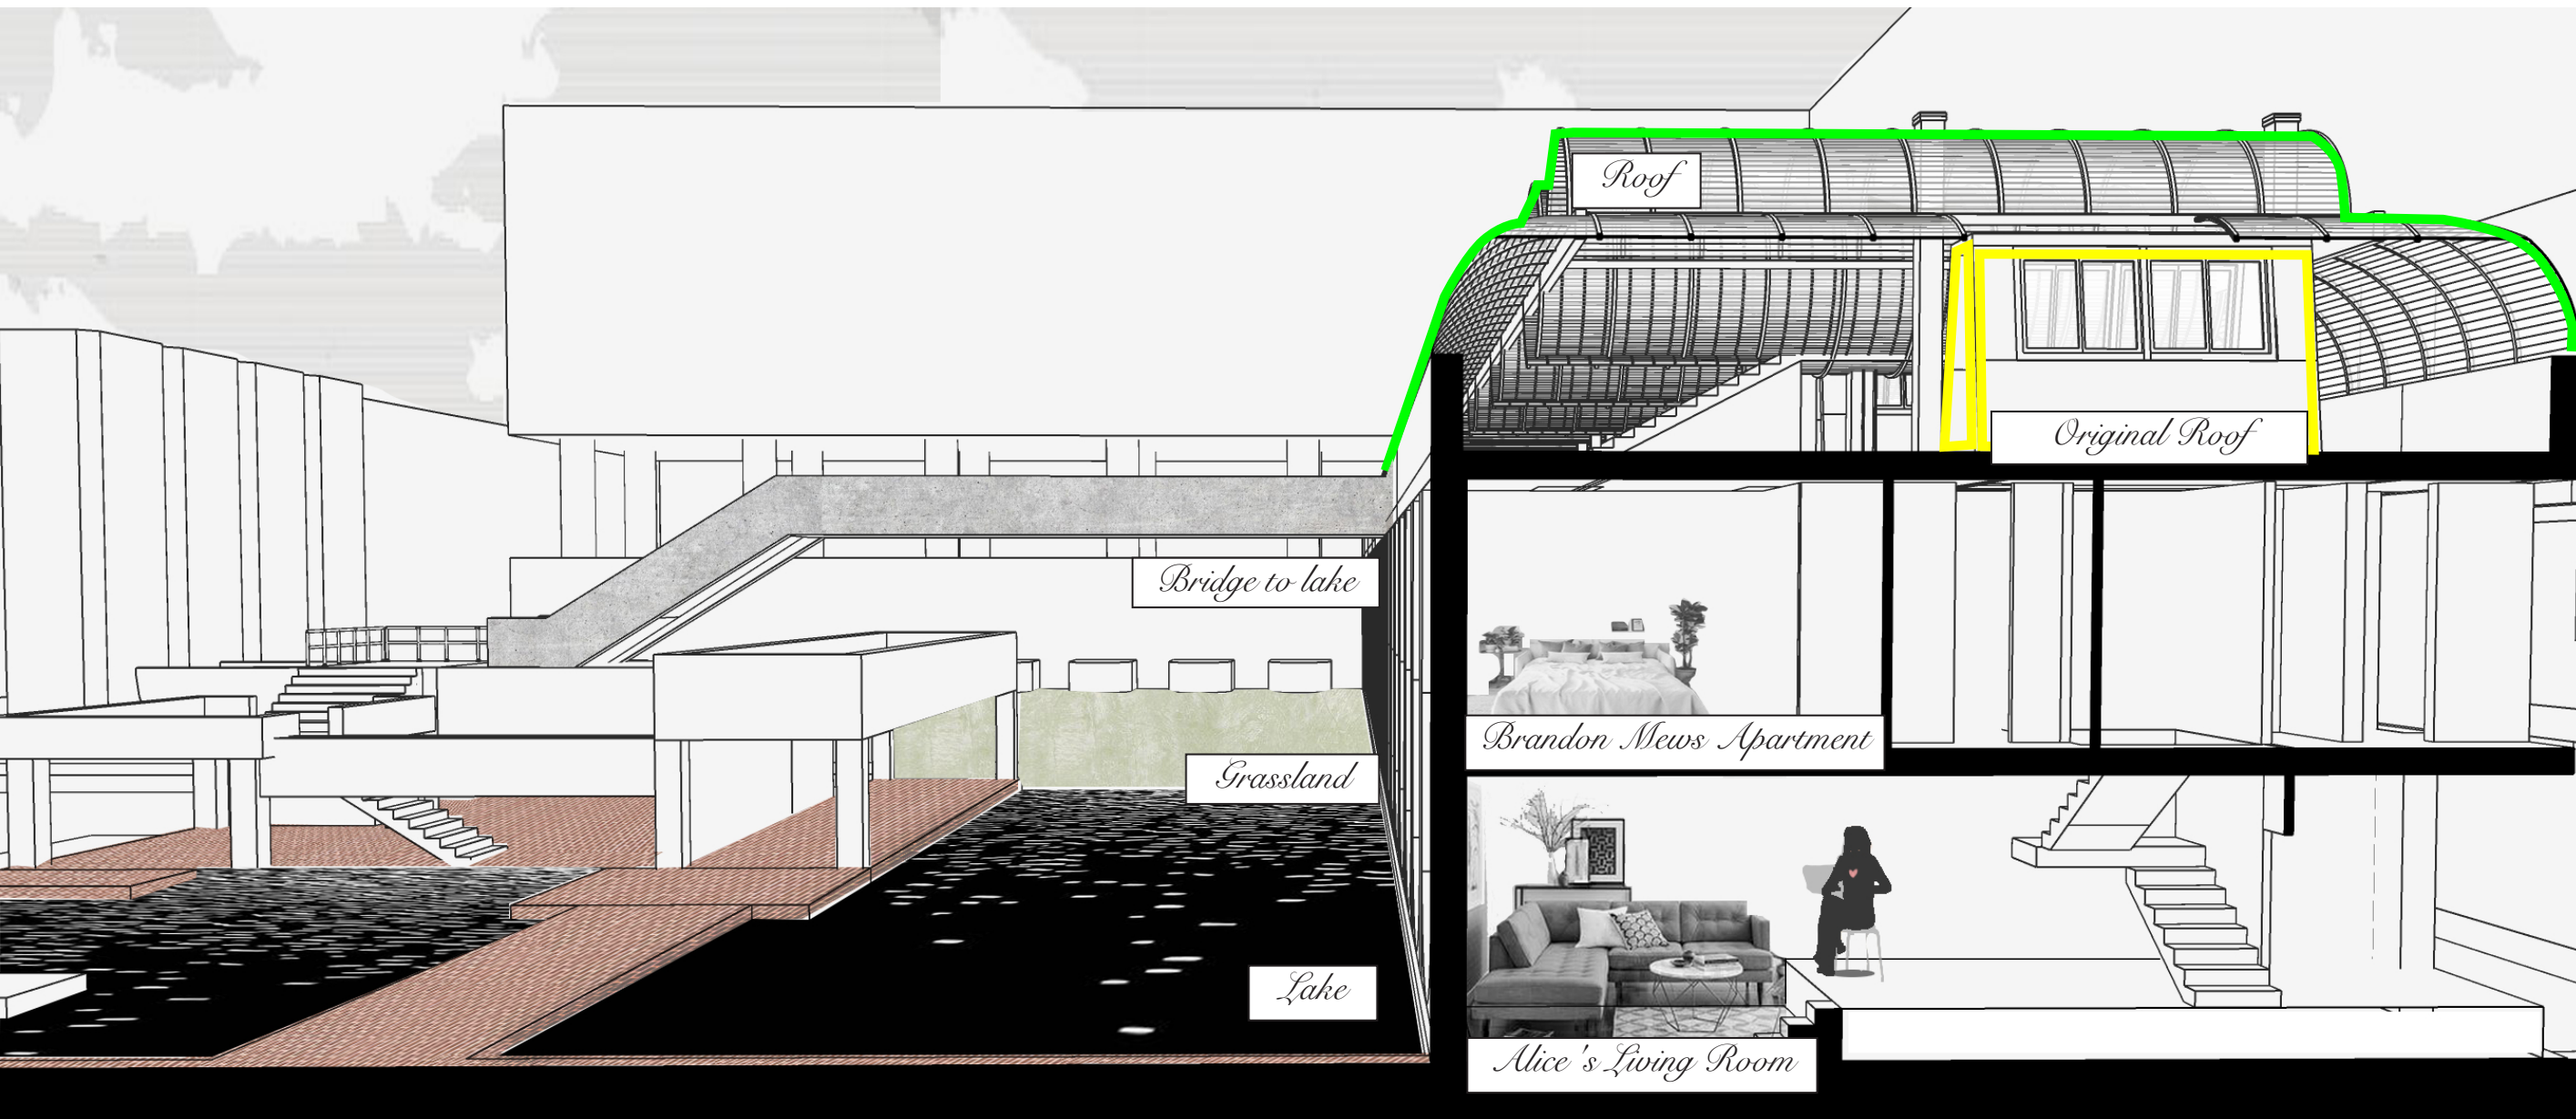 Roof
Original Roof
Bridge to lake
Brandon Mews Apartment
Grassland
Lake
Alice's Living Room